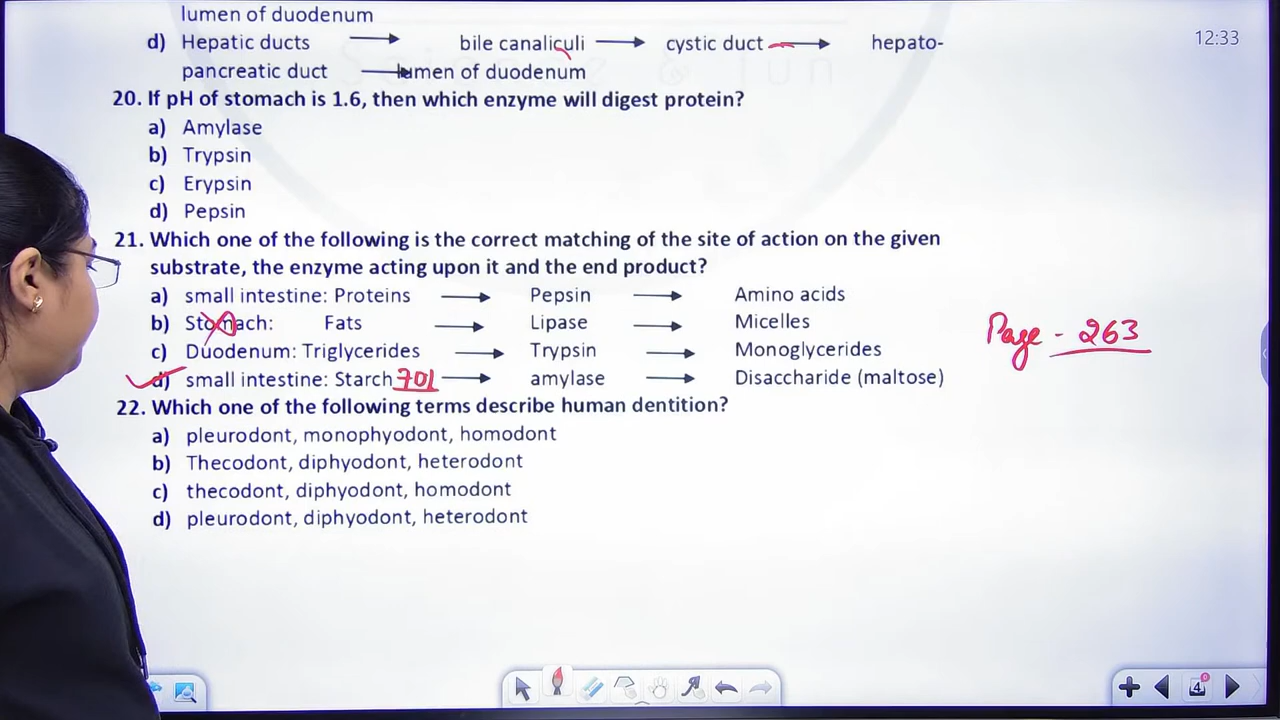 lumen of duodenum
d) Hepatic ducts → bile canaliculi → cystic duct → hepato-
pancreatic duct → lumen of duodenum
12:33
20. If pH of stomach is 1.6, then which enzyme will digest protein?
a) Amylase
b) Trypsin
c) Erypsin
d) Pepsin
21. Which one of the following is the correct matching of the site of action on the given
substrate, the enzyme acting upon it and the end product?
a) small intestine: Proteins → Pepsin → Amino acids
b) Stomach: Fats → Lipase → Micelles
c) Duodenum: Triglycerides → Trypsin → Monoglycerides
Page - 263
d) small intestine: Starch 70% → amylase → Disaccharide (maltose)
22. Which one of the following terms describe human dentition?
a) pleurodont, monophyodont, homodont
b) Thecodont, diphyodont, heterodont
c) thecodont, diphyodont, homodont
d) pleurodont, diphyodont, heterodont
4